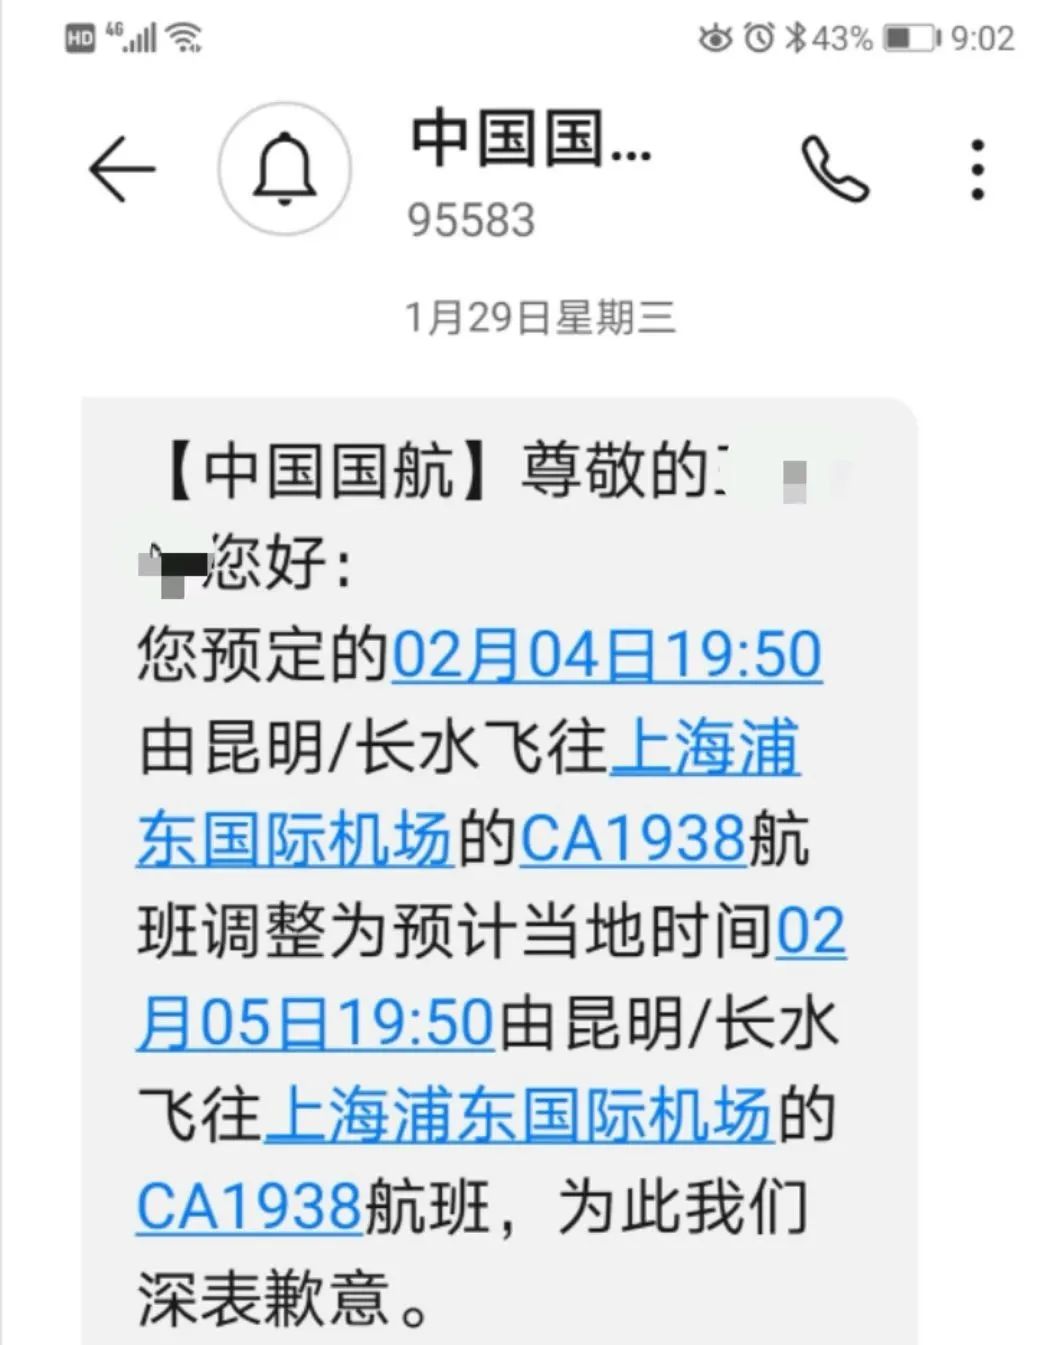 HD 4G 43% 9:02
中国国...
95583
1月29日星期三
【中国国航】尊敬的
您好：
您预定的02月04日19:50
由昆明/长水飞往上海浦
东国际机场的CA1938航
班调整为预计当地时间02
月05日19:50由昆明/长水
飞往上海浦东国际机场的
CA1938航班，为此我们
深表歉意。